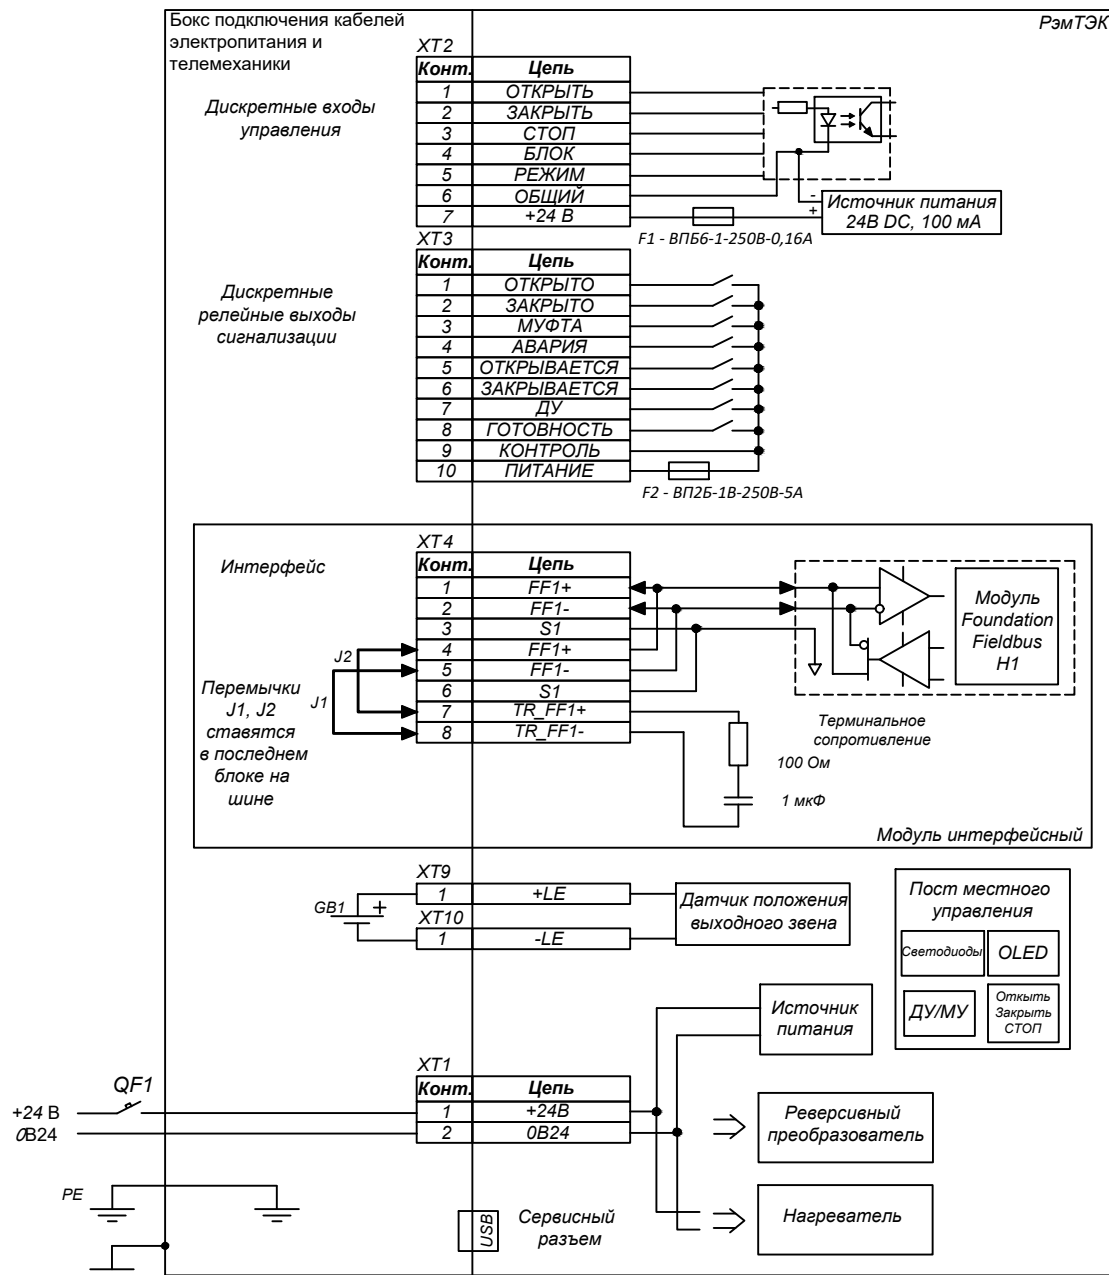 Бокс подключения кабелей
электропитания и
телемеханики
РэмТЭК
Дискретные входы
управления
XT2
Конт. Цепь
1 ОТКРЫТЬ
2 ЗАКРЫТЬ
3 СТОП
4 БЛОК
5 РЕЖИМ
6 ОБЩИЙ
7 +24 В
-
+
Источник питания
24В DC, 100 мА
F1 - ВПБ6-1-250В-0,16А
Дискретные
релейные выходы
сигнализации
XT3
Конт. Цепь
1 ОТКРЫТО
2 ЗАКРЫТО
3 МУФТА
4 АВАРИЯ
5 ОТКРЫВАЕТСЯ
6 ЗАКРЫВАЕТСЯ
7 ДУ
8 ГОТОВНОСТЬ
9 КОНТРОЛЬ
10 ПИТАНИЕ
F2 - ВП2Б-1В-250В-5А
Интерфейс
XT4
Конт. Цепь
1 FF1+
2 FF1-
3 S1
4 FF1+
5 FF1-
6 S1
7 TR_FF1+
8 TR_FF1-
J2
J1
Перемычки
J1, J2
ставятся
в последнем
блоке на
шине
Модуль
Foundation
Fieldbus
H1
Терминальное
сопротивление
100 Ом
1 мкФ
Модуль интерфейсный
XT9
1 +LE
XT10
1 -LE
GB1
+
Датчик положения
выходного звена
Пост местного
управления
Светодиоды
OLED
ДУ/МУ
Откыть
Закрыть
СТОП
Источник
питания
XT1
Конт. Цепь
1 +24В
2 0В24
QF1
+24 В
0В24
Реверсивный
преобразователь
PE
USB
Сервисный
разъем
Нагреватель